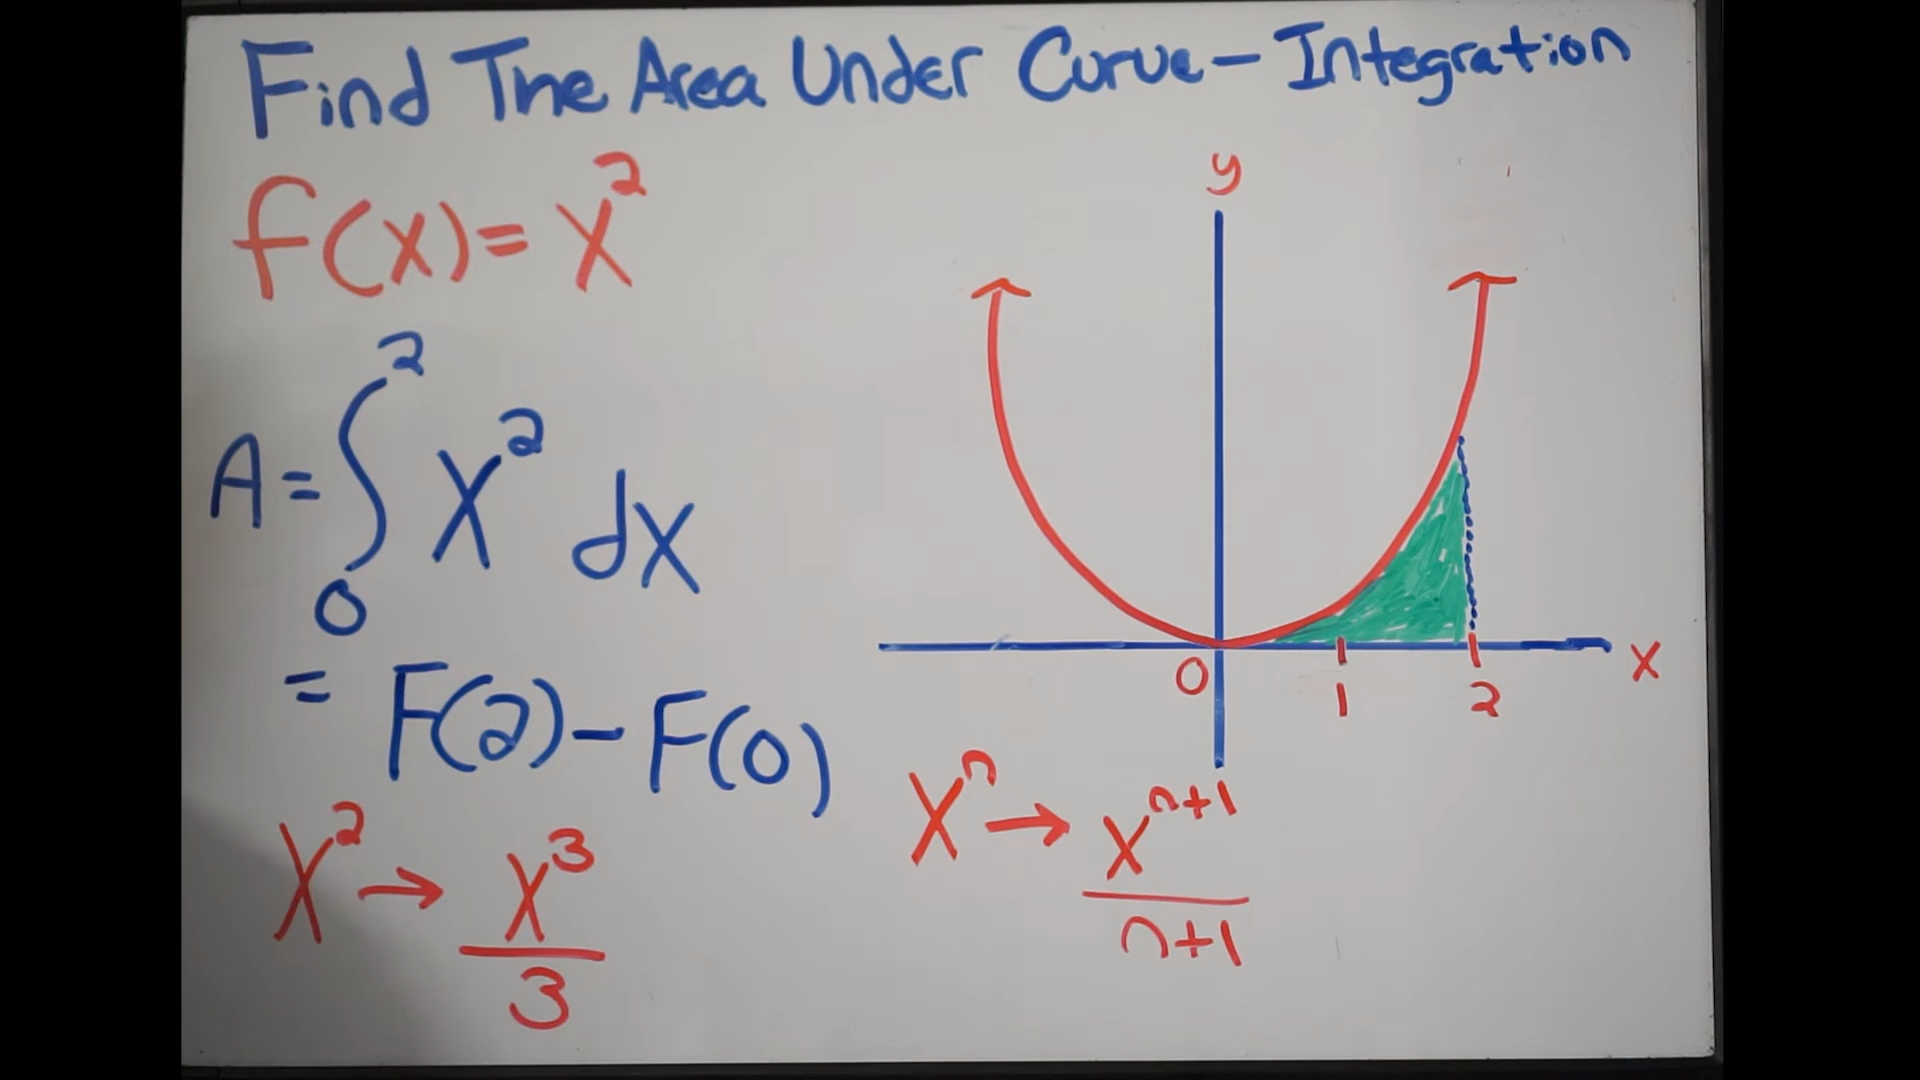 Find The Area Under Curve - Integration
f(x) = x²
A = ∫₀² x² dx
= F(2) - F(0)
x² → x³/3
y
x
0 1 2
xⁿ → xⁿ⁺¹/n+1